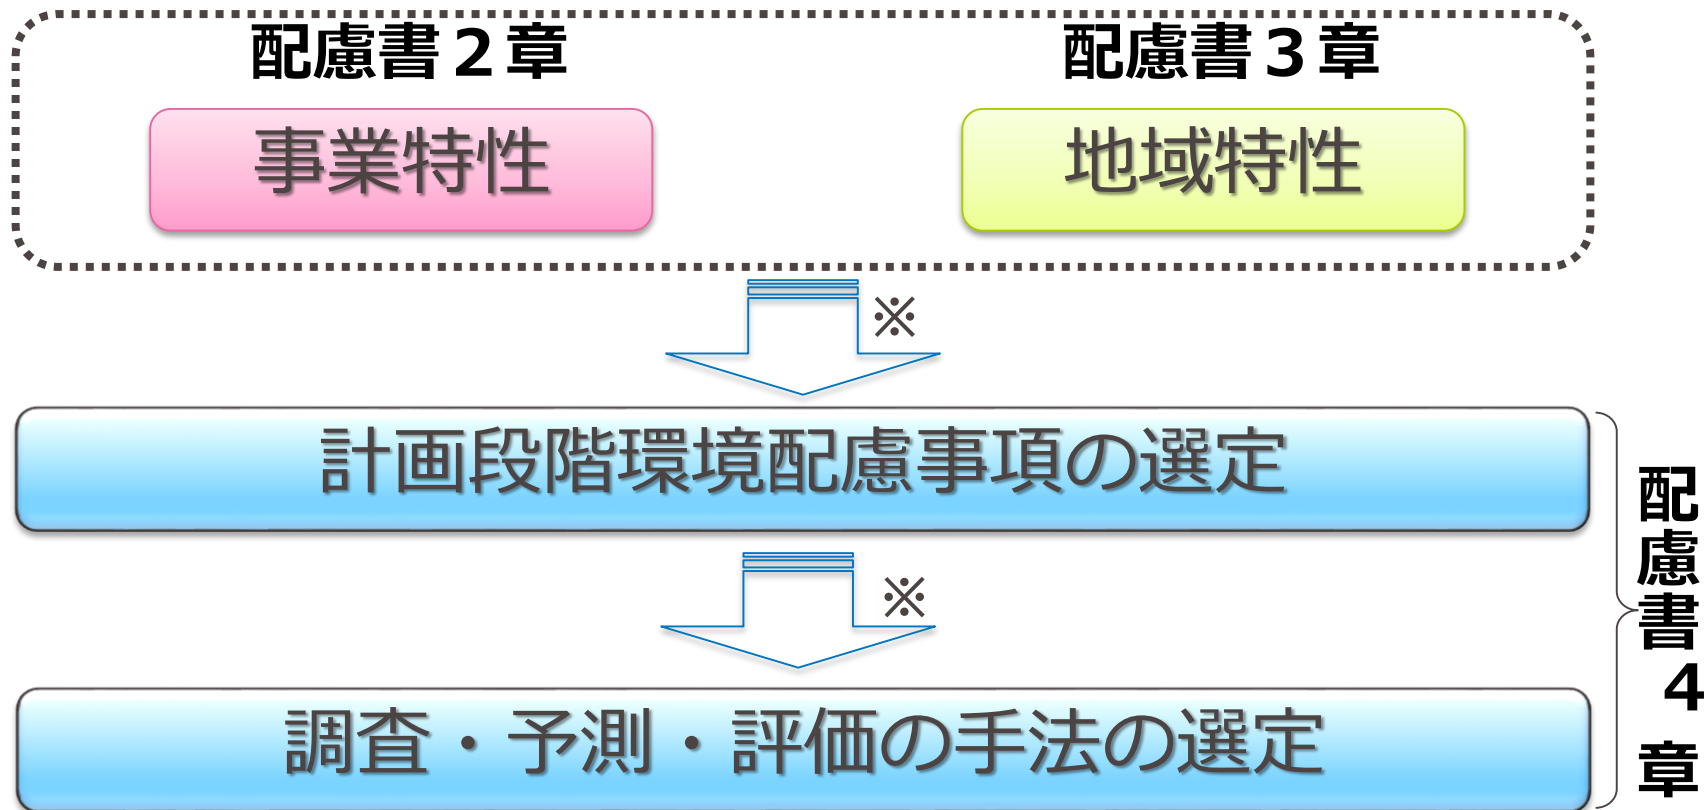 配慮書２章
配慮書３章
事業特性
地域特性
※
計画段階環境配慮事項の選定
※
調査・予測・評価の手法の選定
配慮書４章